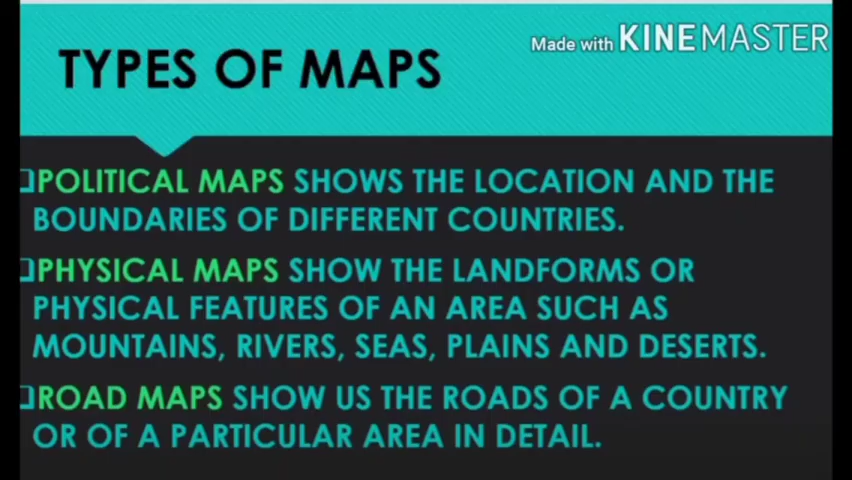 Made with KINEMASTER
TYPES OF MAPS
POLITICAL MAPS SHOWS THE LOCATION AND THE
BOUNDARIES OF DIFFERENT COUNTRIES.
PHYSICAL MAPS SHOW THE LANDFORMS OR
PHYSICAL FEATURES OF AN AREA SUCH AS
MOUNTAINS, RIVERS, SEAS, PLAINS AND DESERTS.
ROAD MAPS SHOW US THE ROADS OF A COUNTRY
OR OF A PARTICULAR AREA IN DETAIL.